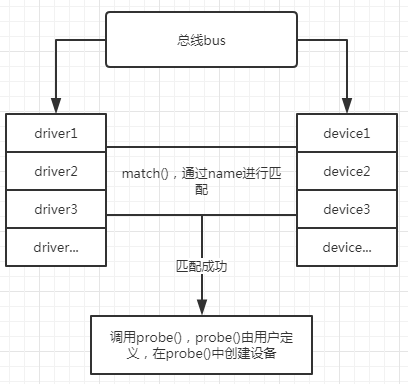 总线bus
driver1
device1
driver2
match()，通过name进行匹
配
device2
driver3
device3
driver...
device...
匹配成功
调用probe()，probe()由用户定
义，在probe()中创建设备